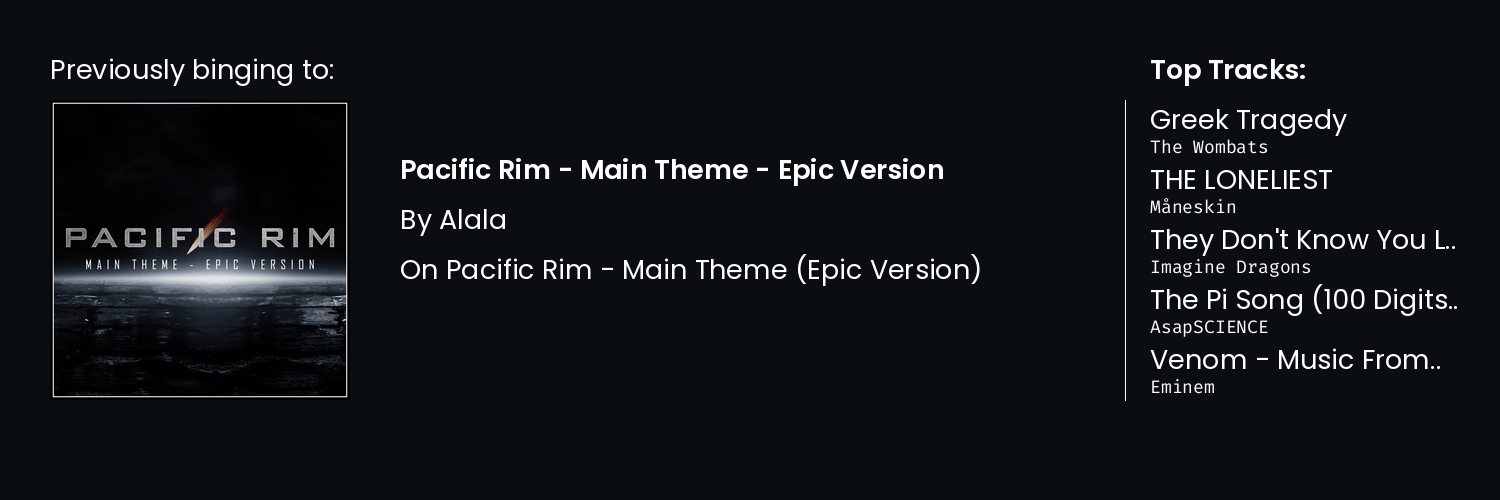 Previously binging to:
PACIFIC RIM
MAIN THEME - EPIC VERSION
Pacific Rim - Main Theme - Epic Version
By Alala
On Pacific Rim - Main Theme (Epic Version)
Top Tracks:
Greek Tragedy
The Wombats
THE LONELIEST
Måneskin
They Don't Know You L..
Imagine Dragons
The Pi Song (100 Digits..
AsapSCIENCE
Venom - Music From..
Eminem